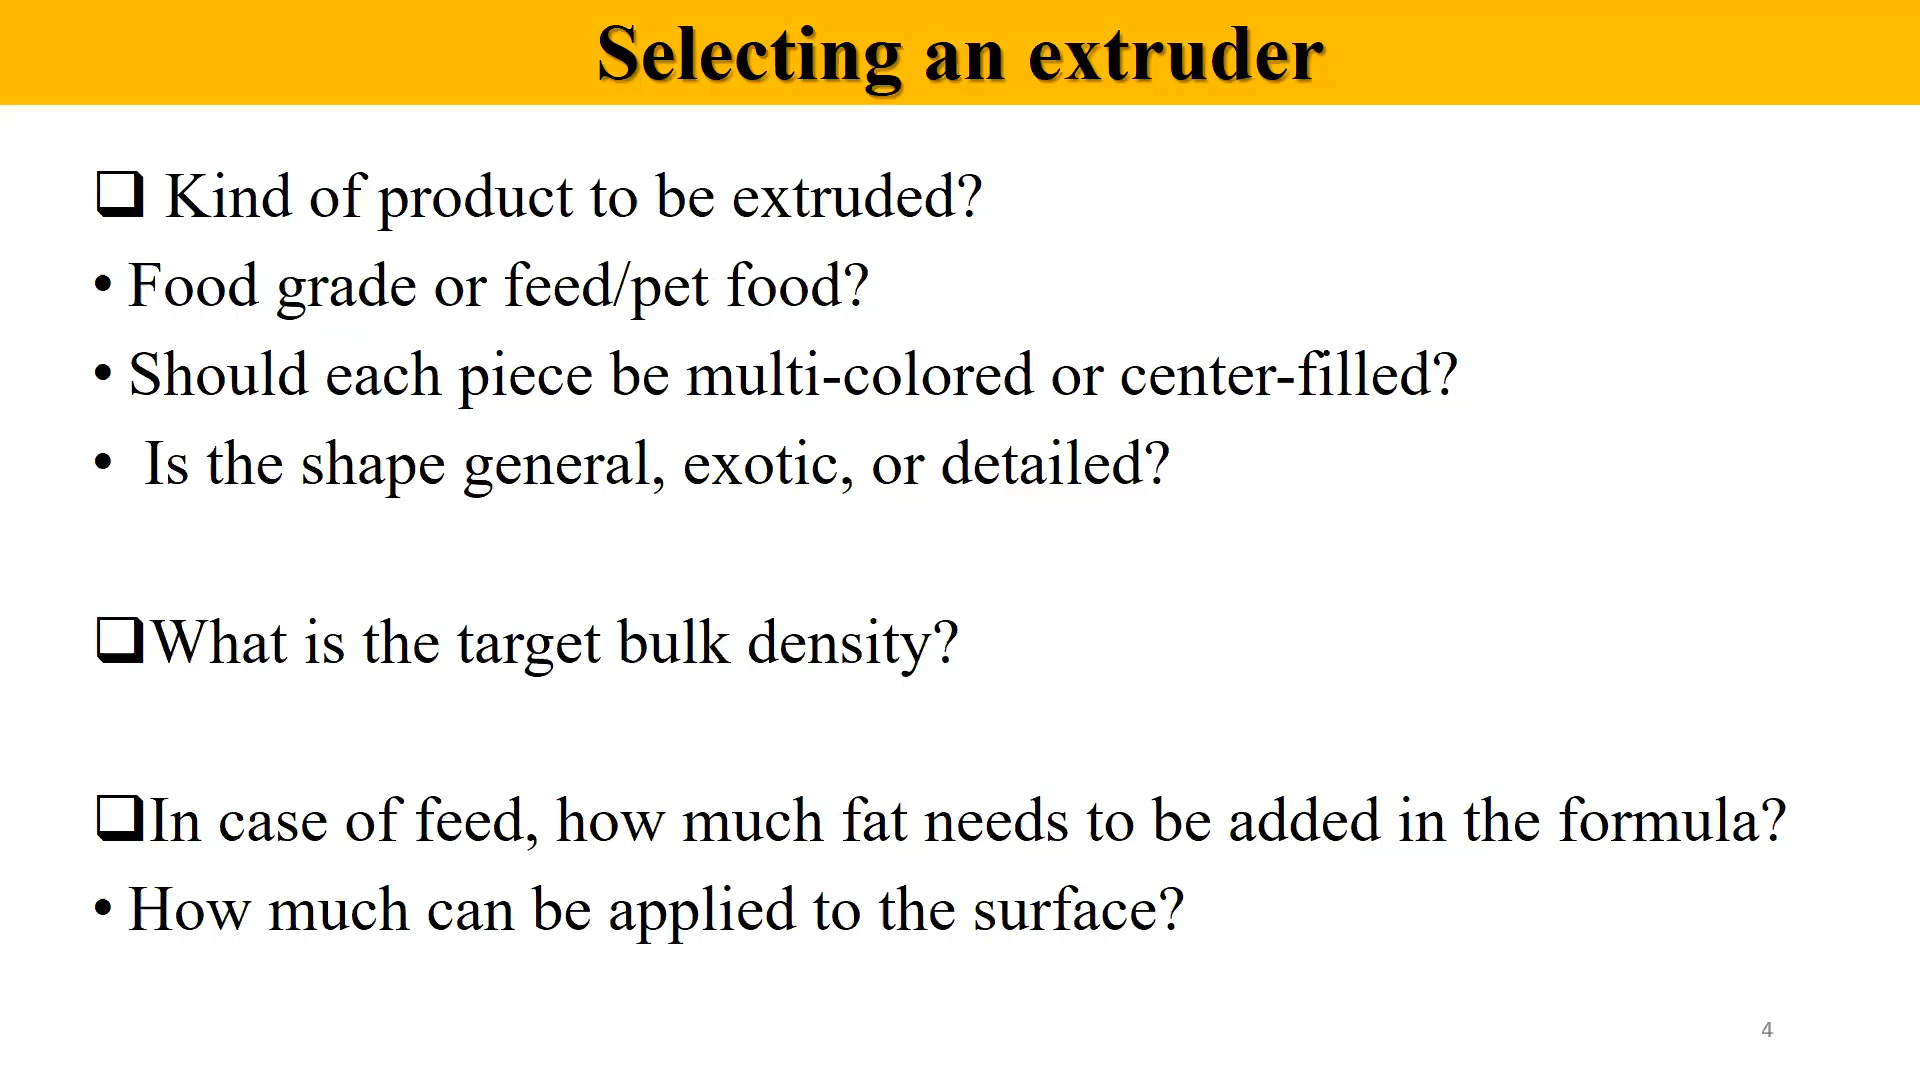 Selecting an extruder
❑ Kind of product to be extruded?
• Food grade or feed/pet food?
• Should each piece be multi-colored or center-filled?
• Is the shape general, exotic, or detailed?
❑What is the target bulk density?
❑In case of feed, how much fat needs to be added in the formula?
• How much can be applied to the surface?
4